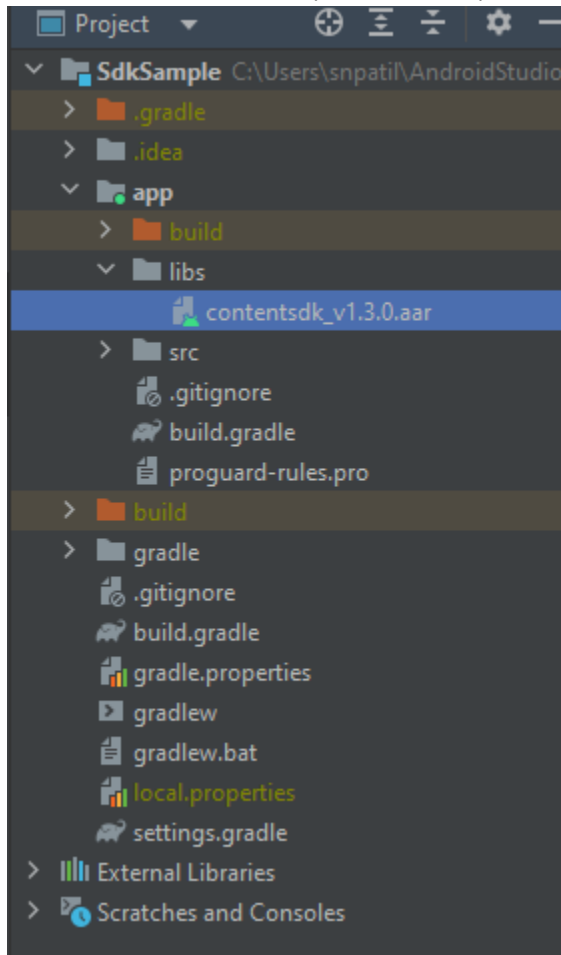 Project
SdkSample C:\Users\snpatil\AndroidStudio
.gradle
.idea
app
build
libs
contentsdk_v1.3.0.aar
src
.gitignore
build.gradle
proguard-rules.pro
build
gradle
.gitignore
build.gradle
gradle.properties
gradlew
gradlew.bat
local.properties
settings.gradle
External Libraries
Scratches and Consoles